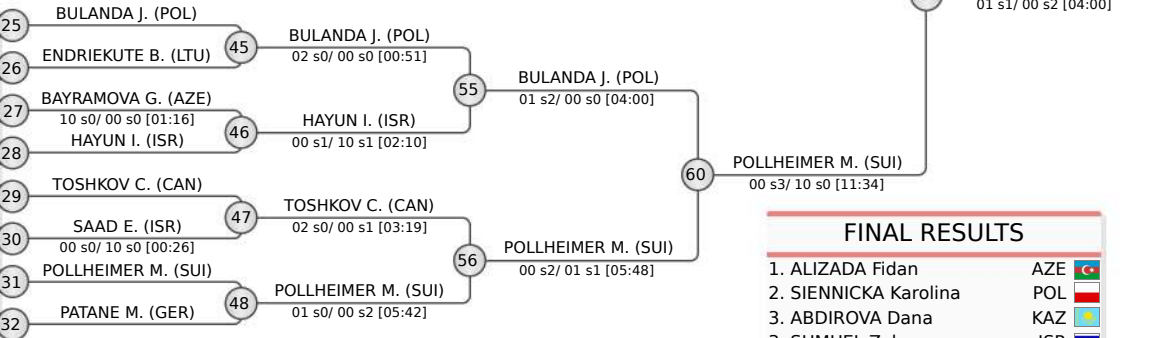 01 s1/ 00 s2 [04:00]
25
BULANDA J. (POL)
26
ENDRIEKUTE B. (LTU)
45
BULANDA J. (POL)
02 s0/ 00 s0 [00:51]
27
BAYRAMOVA G. (AZE)
10 s0/ 00 s0 [01:16]
28
HAYUN I. (ISR)
46
HAYUN I. (ISR)
00 s1/ 10 s1 [02:10]
55
BULANDA J. (POL)
01 s2/ 00 s0 [04:00]
29
TOSHKOV C. (CAN)
30
SAAD E. (ISR)
00 s0/ 10 s0 [00:26]
47
TOSHKOV C. (CAN)
02 s0/ 00 s1 [03:19]
31
POLLHEIMER M. (SUI)
32
PATANE M. (GER)
48
POLLHEIMER M. (SUI)
01 s0/ 00 s2 [05:42]
56
POLLHEIMER M. (SUI)
00 s2/ 01 s1 [05:48]
60
POLLHEIMER M. (SUI)
00 s3/ 10 s0 [11:34]
FINAL RESULTS
1. ALIZADA Fidan AZE
2. SIENNICKA Karolina POL
3. ABDIROVA Dana KAZ